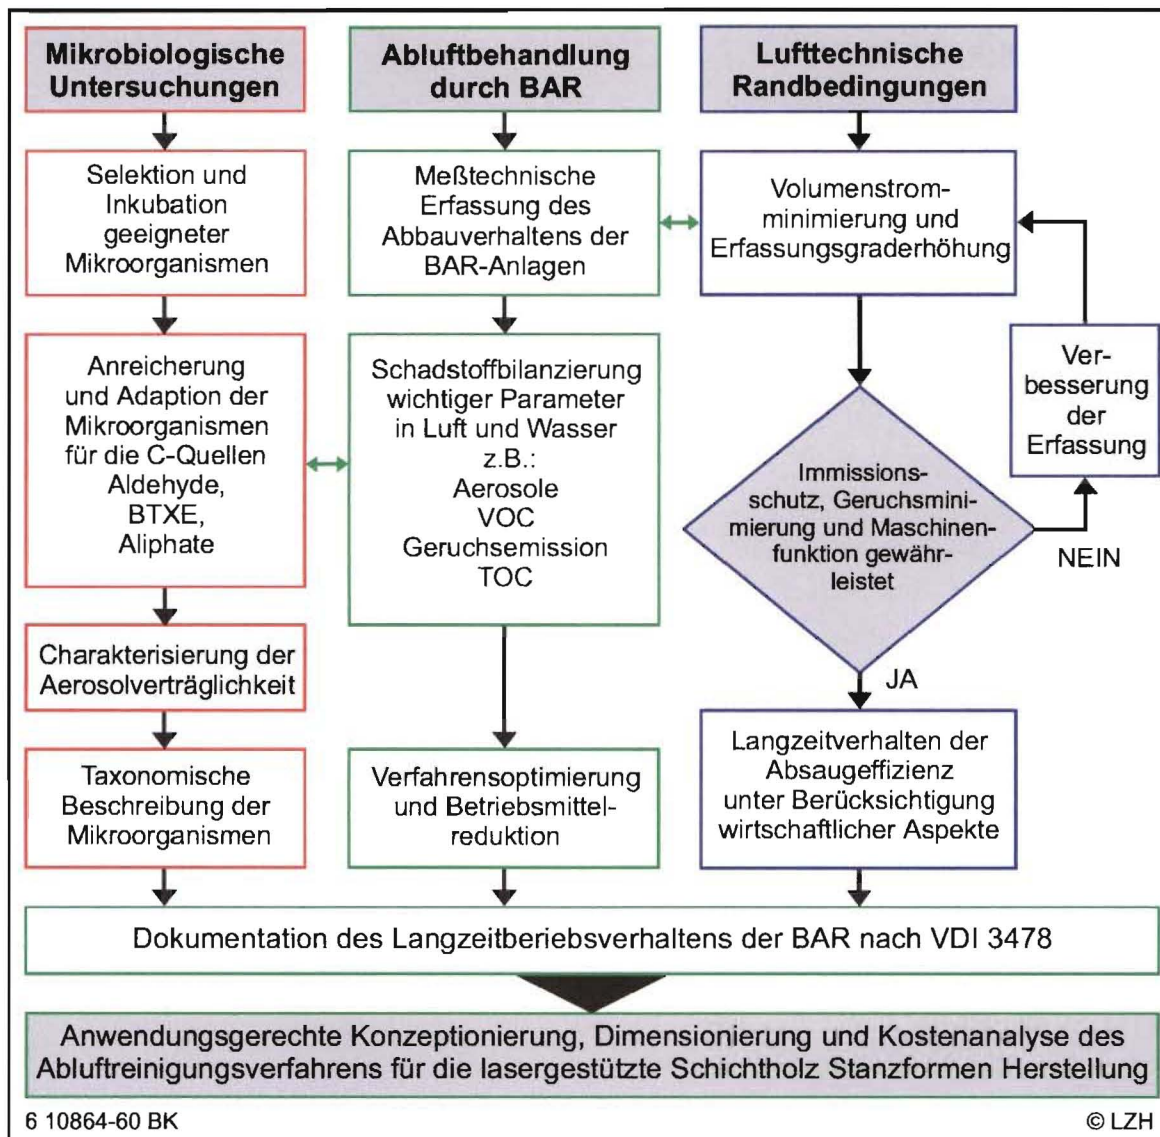 Mikrobiologische
Untersuchungen
Selektion und
Inkubation
geeigneter
Mikroorganismen
Anreicherung
und Adaption der
Mikroorganismen
für die C-Quellen
Aldehyde,
BTXE,
Aliphate
Charakterisierung der
Aerosolverträglichkeit
Taxonomische
Beschreibung der
Mikroorganismen
Abluftbehandlung
durch BAR
Meßtechnische
Erfassung des
Abbauverhaltens der
BAR-Anlagen
Schadstoffbilanzierung
wichtiger Parameter
in Luft und Wasser
z.B.:
Aerosole
VOC
Geruchsemission
TOC
Verfahrensoptimierung
und Betriebsmittel-
reduktion
Lufttechnische
Randbedingungen
Volumenstrom-
minimierung und
Erfassungsgraderhöhung
Immissions-
schutz, Geruchsmini-
mierung und Maschinen-
funktion gewähr-
leistet
NEIN
Ver-
besserung
der
Erfassung
JA
Langzeitverhalten der
Absaugeffizienz
unter Berücksichtigung
wirtschaftlicher Aspekte
Dokumentation des Langzeitberiebsverhaltens der BAR nach VDI 3478
Anwendungsgerechte Konzeptionierung, Dimensionierung und Kostenanalyse des
Abluftreinigungsverfahrens für die lasergestützte Schichtholz Stanzformen Herstellung
6 10864-60 BK
© LZH